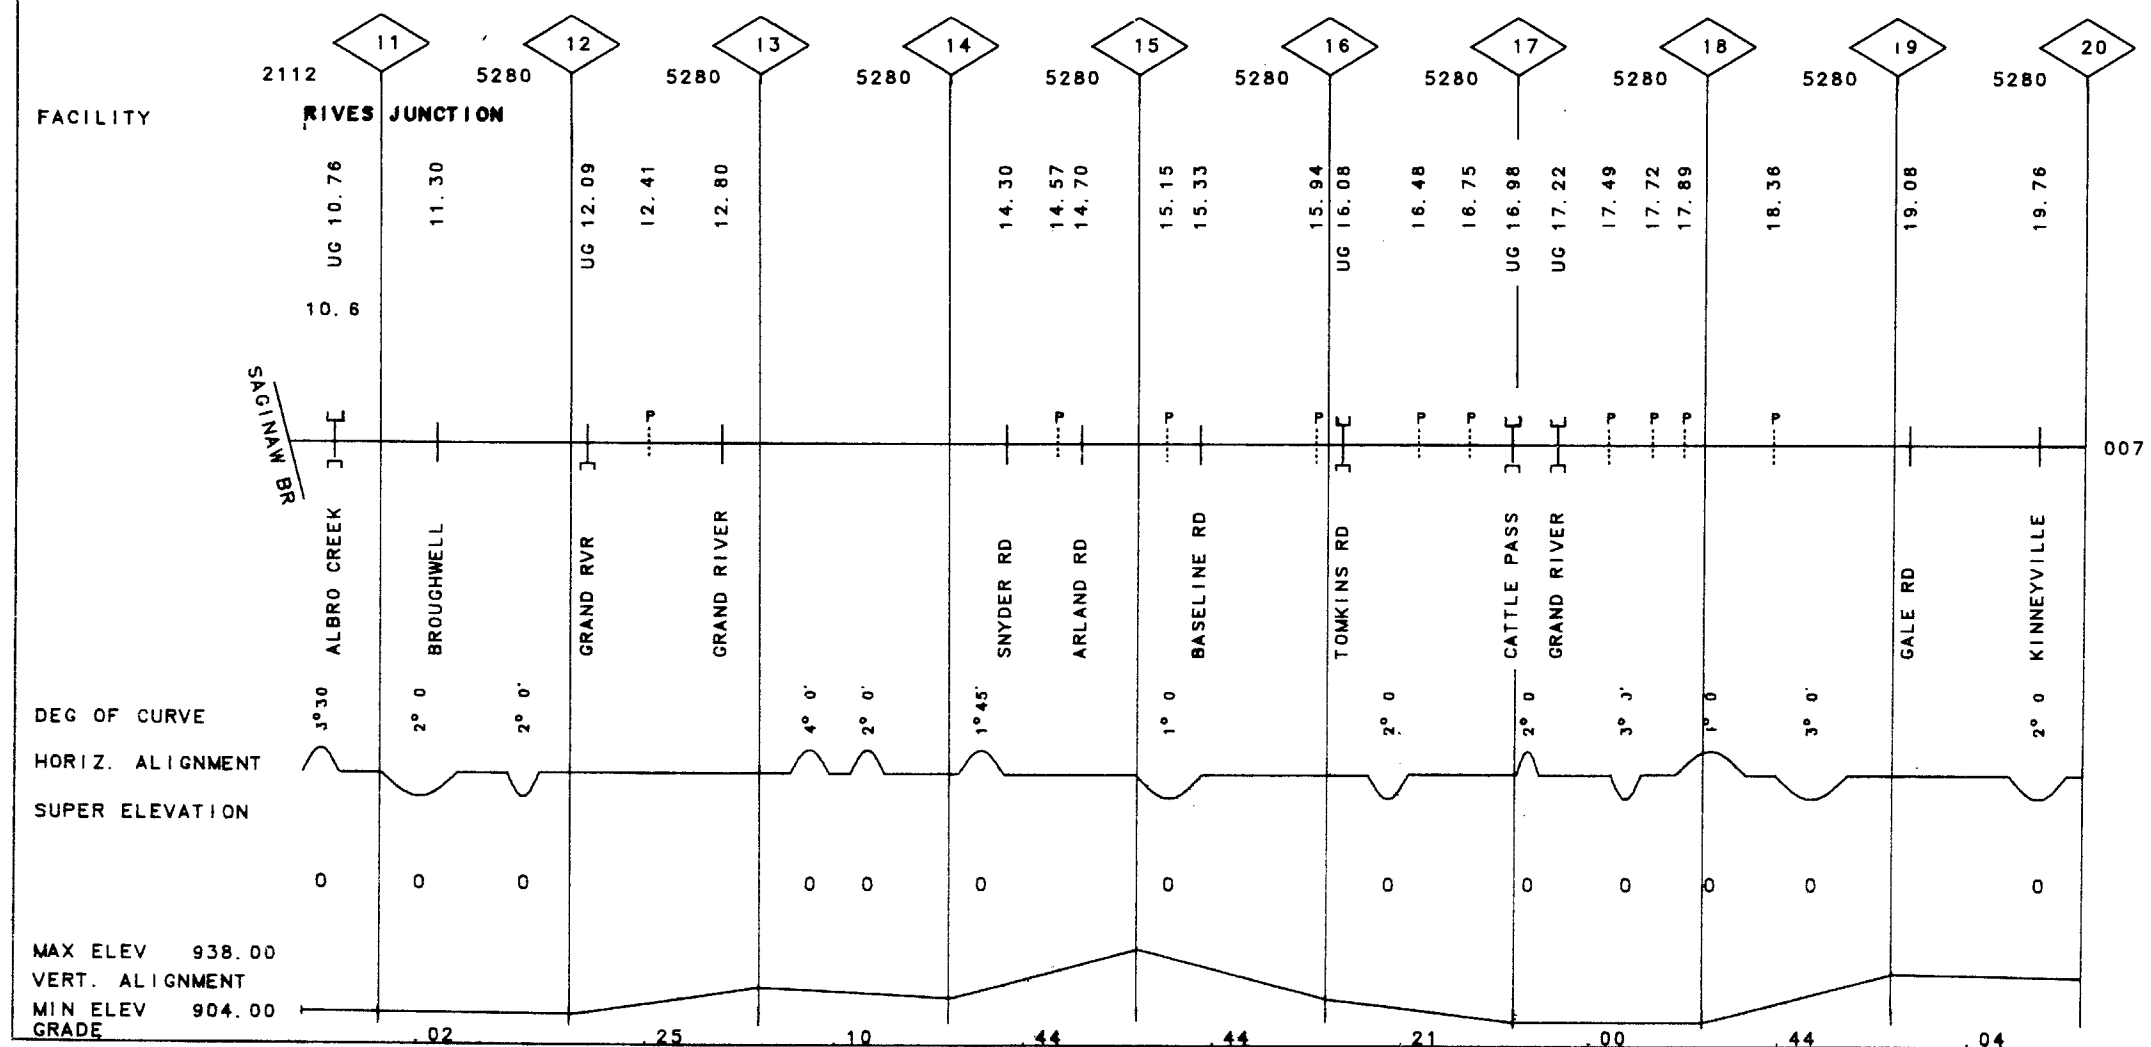 11 12 13 14 15 16 17 18 19 20
2112 5280 5280 5280 5280 5280 5280 5280 5280 5280
FACILITY RIVES JUNCTION
UG 10.76
11.30
UG 12.09
12.41
12.80
14.30
14.57
14.70
15.15
15.33
15.94
UG 16.08
16.48
16.75
UG 16.98
UG 17.22
17.49
17.72
17.89
18.36
19.08
19.76
10.6
SAGINAW BR
P P P P P P P P P P
007
ALBRO CREEK
BROUGHWELL
GRAND RVR
GRAND RIVER
SNYDER RD
ARLAND RD
BASELINE RD
TOMKINS RD
CATTLE PASS
GRAND RIVER
GALE RD
KINNEYVILLE
DEG OF CURVE
3°30
2° 0
2° 0'
4° 0'
2° 0'
1°45'
1° 0
2° 0
2° 0
3° 0'
1° 0
3° 0'
2° 0
HORIZ. ALIGNMENT
SUPER ELEVATION
0 0 0 0 0 0 0 0 0 0 0 0 0
MAX ELEV 938.00
VERT. ALIGNMENT
MIN ELEV 904.00
GRADE .02 .25 .10 .44 .44 .21 .00 .44 .04